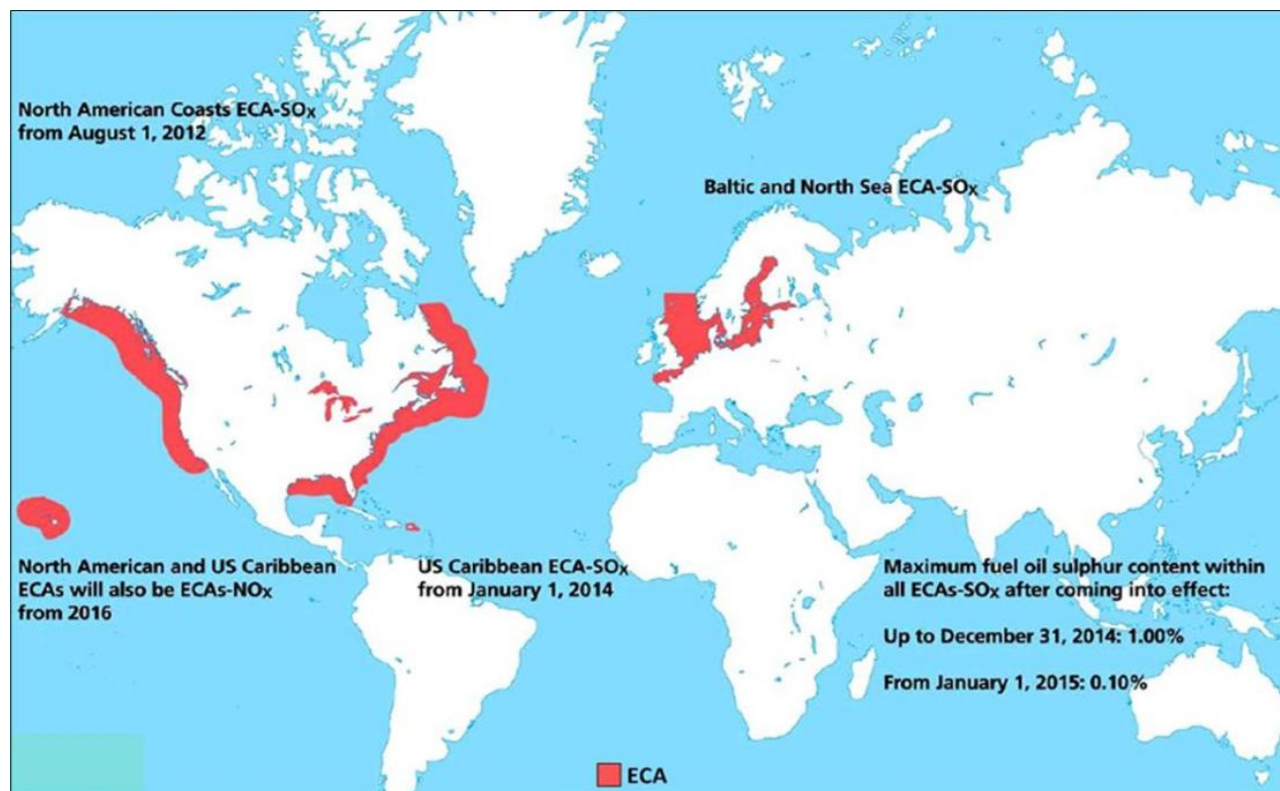 North American Coasts ECA-SOX
from August 1, 2012
Baltic and North Sea ECA-SOX
North American and US Caribbean
ECAs will also be ECAs-NOX
from 2016
US Caribbean ECA-SOX
from January 1, 2014
Maximum fuel oil sulphur content within
all ECAs-SOX after coming into effect:
Up to December 31, 2014: 1.00%
From January 1, 2015: 0.10%
ECA